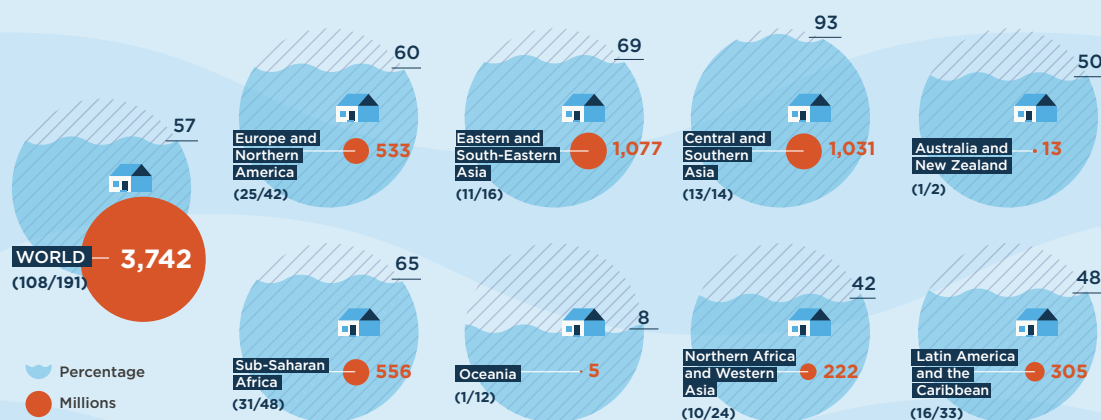 57
WORLD
3,742
(108/191)
60
Europe and
Northern
America
533
(25/42)
69
Eastern and
South-Eastern
Asia
1,077
(11/16)
93
Central and
Southern
Asia
1,031
(13/14)
50
Australia and
New Zealand
13
(1/2)
65
Sub-Saharan
Africa
556
(31/48)
8
Oceania
5
(1/12)
42
Northern Africa
and Western
Asia
222
(10/24)
48
Latin America
and the
Caribbean
305
(16/33)
Percentage
Millions